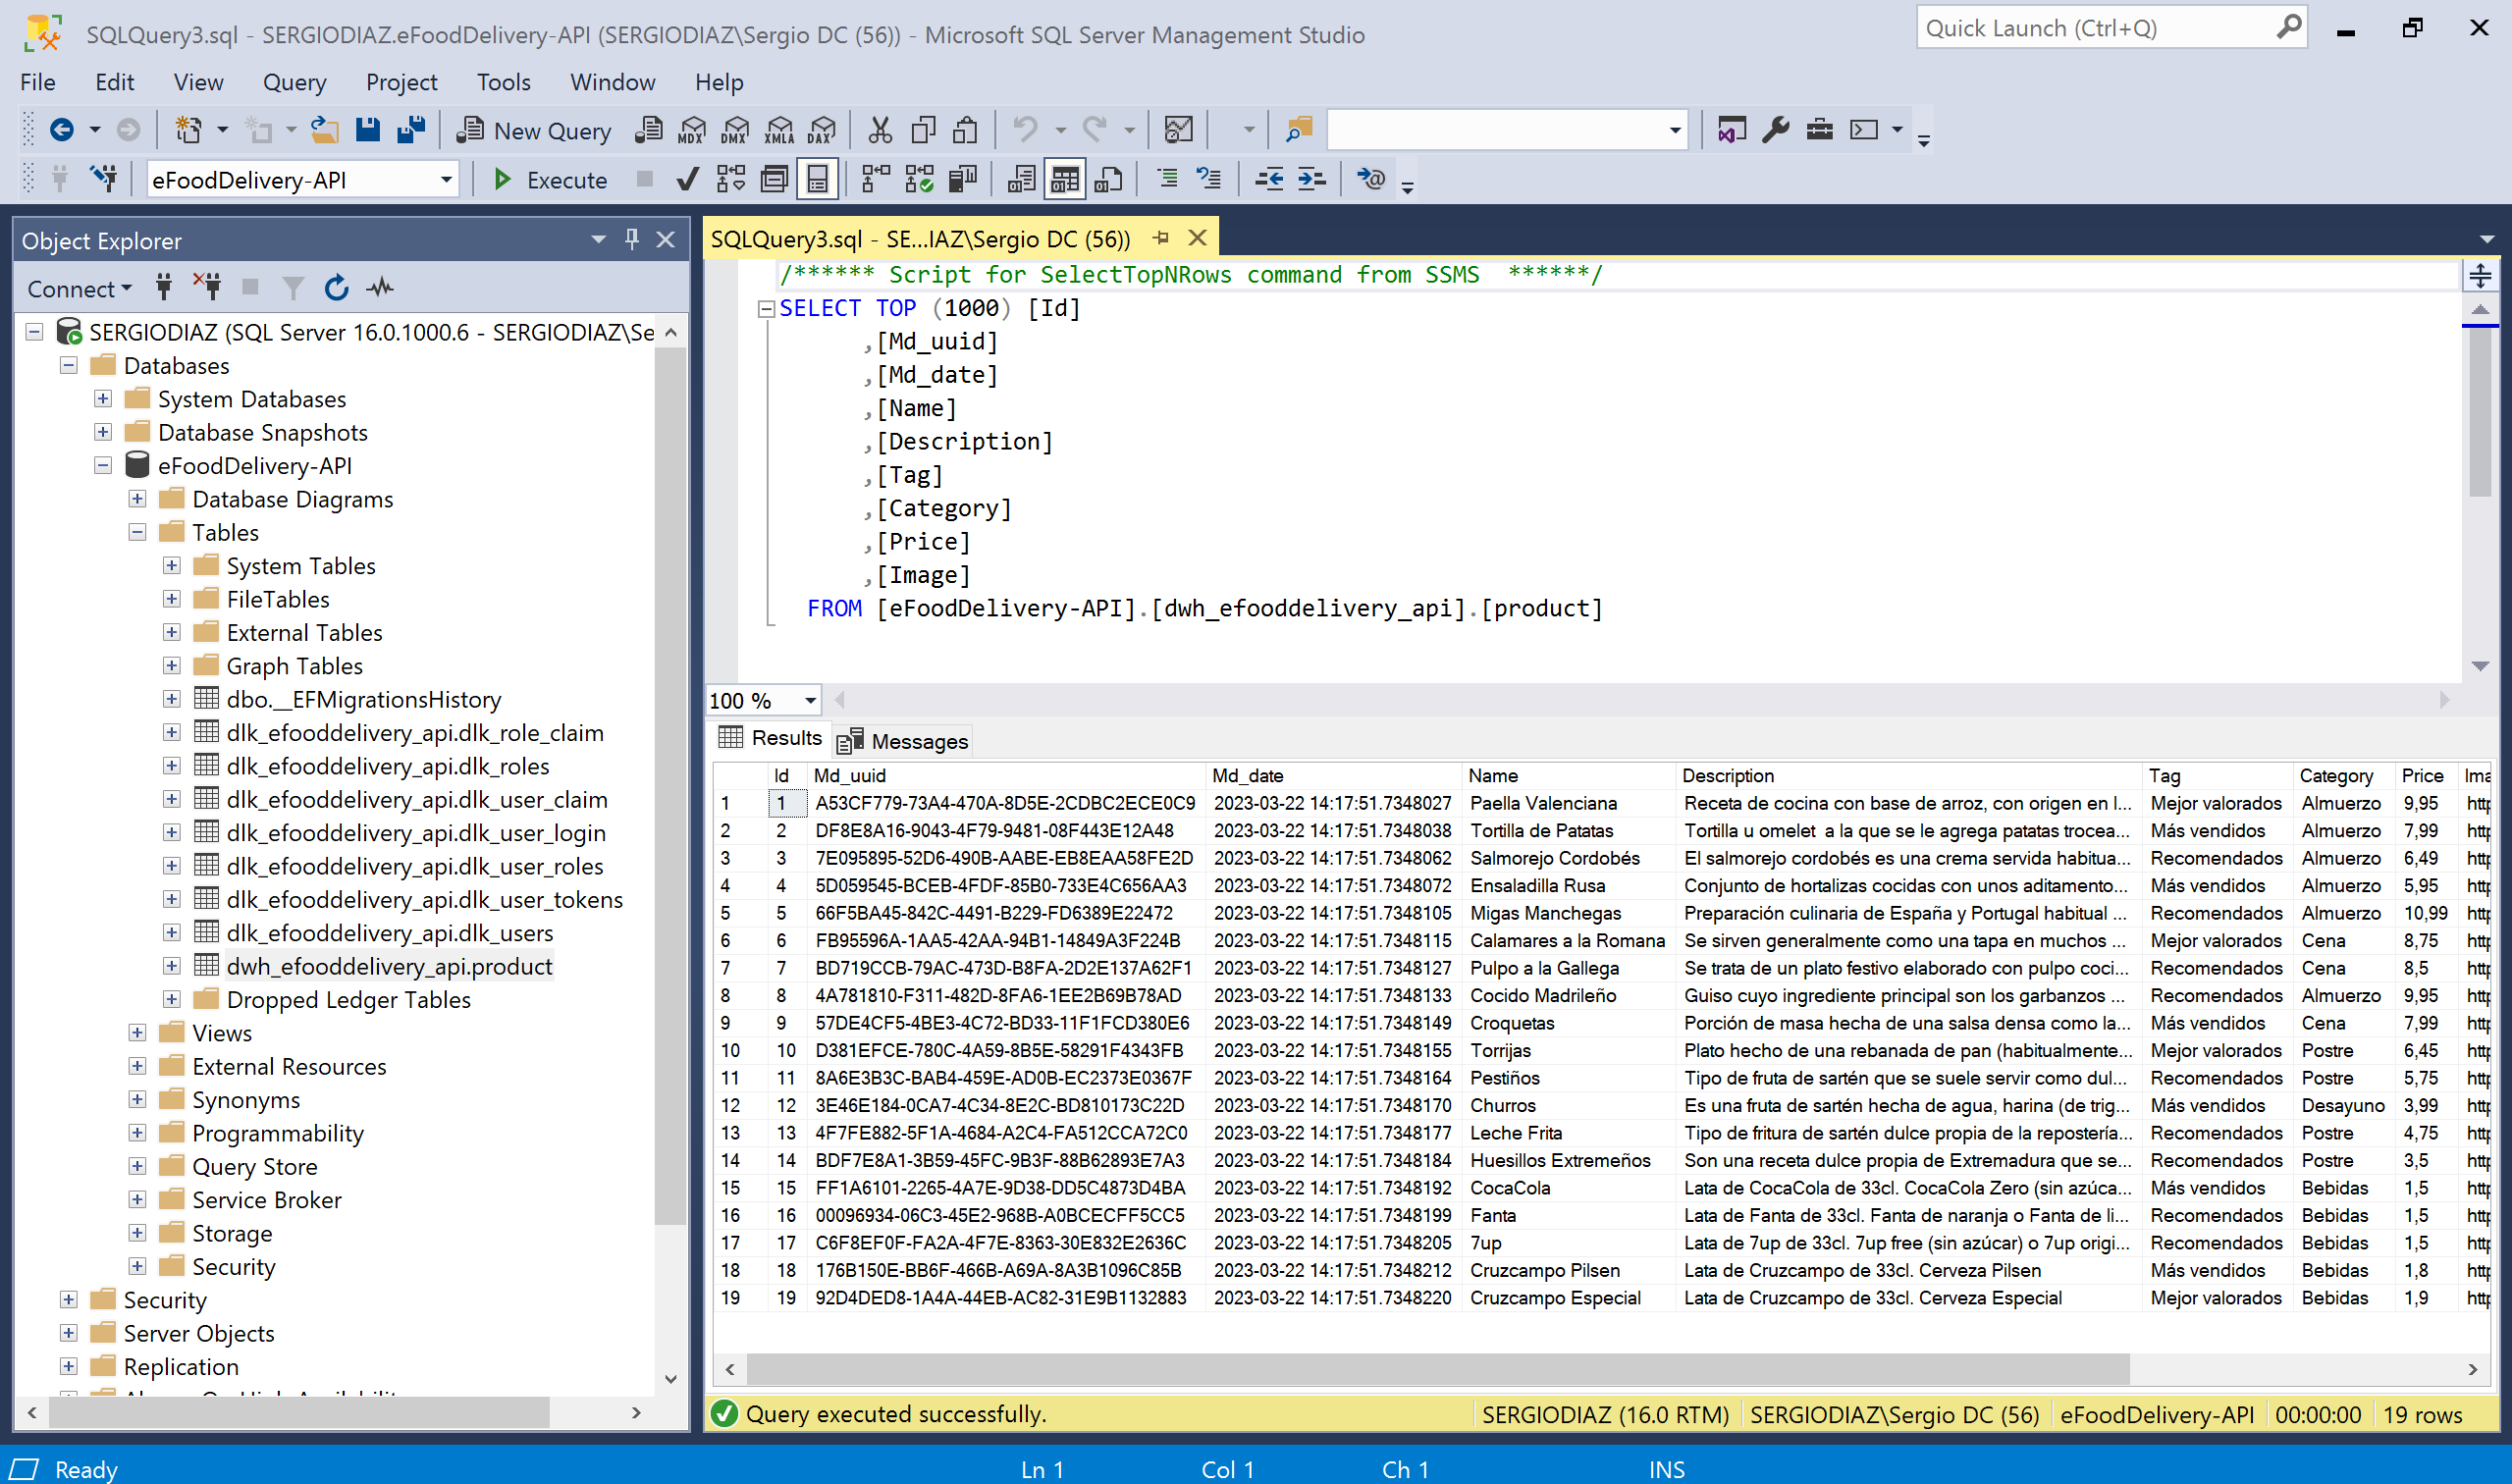 SQLQuery3.sql - SERGIODIAZ.eFoodDelivery-API (SERGIODIAZ\Sergio DC (56)) - Microsoft SQL Server Management Studio
Quick Launch (Ctrl+Q)
File Edit View Query Project Tools Window Help
New Query MDX DMX XMLA DAX
eFoodDelivery-API Execute
Object Explorer
Connect
SERGIODIAZ (SQL Server 16.0.1000.6 - SERGIODIAZ\Se
Databases
System Databases
Database Snapshots
eFoodDelivery-API
Database Diagrams
Tables
System Tables
FileTables
External Tables
Graph Tables
dbo.__EFMigrationsHistory
dlk_efooddelivery_api.dlk_role_claim
dlk_efooddelivery_api.dlk_roles
dlk_efooddelivery_api.dlk_user_claim
dlk_efooddelivery_api.dlk_user_login
dlk_efooddelivery_api.dlk_user_roles
dlk_efooddelivery_api.dlk_user_tokens
dlk_efooddelivery_api.dlk_users
dwh_efooddelivery_api.product
Dropped Ledger Tables
Views
External Resources
Synonyms
Programmability
Query Store
Service Broker
Storage
Security
Security
Server Objects
Replication
SQLQuery3.sql - SE...IAZ\Sergio DC (56))
/****** Script for SelectTopNRows command from SSMS  ******/
SELECT TOP (1000) [Id]
,[Md_uuid]
,[Md_date]
,[Name]
,[Description]
,[Tag]
,[Category]
,[Price]
,[Image]
FROM [eFoodDelivery-API].[dwh_efooddelivery_api].[product]
100 %
Results Messages
Id Md_uuid Md_date Name Description Tag Category Price Ima
1 1 A53CF779-73A4-470A-8D5E-2CDBC2ECE0C9 2023-03-22 14:17:51.7348027 Paella Valenciana Receta de cocina con base de arroz, con origen en l... Mejor valorados Almuerzo 9,95 http
2 2 DF8E8A16-9043-4F79-9481-08F443E12A48 2023-03-22 14:17:51.7348038 Tortilla de Patatas Tortilla u omelet a la que se le agrega patatas trocea... Más vendidos Almuerzo 7,99 http
3 3 7E095895-52D6-490B-AABE-EB8EAA58FE2D 2023-03-22 14:17:51.7348062 Salmorejo Cordobés El salmorejo cordobés es una crema servida habitua... Recomendados Almuerzo 6,49 http
4 4 5D059545-BCEB-4FDF-85B0-733E4C656AA3 2023-03-22 14:17:51.7348072 Ensaladilla Rusa Conjunto de hortalizas cocidas con unos aditamento... Más vendidos Almuerzo 5,95 http
5 5 66F5BA45-842C-4491-B229-FD6389E22472 2023-03-22 14:17:51.7348105 Migas Manchegas Preparación culinaria de España y Portugal habitual ... Recomendados Almuerzo 10,99 http
6 6 FB95596A-1AA5-42AA-94B1-14849A3F224B 2023-03-22 14:17:51.7348115 Calamares a la Romana Se sirven generalmente como una tapa en muchos ... Mejor valorados Cena 8,75 http
7 7 BD719CCB-79AC-473D-B8FA-2D2E137A62F1 2023-03-22 14:17:51.7348127 Pulpo a la Gallega Se trata de un plato festivo elaborado con pulpo coci... Recomendados Cena 8,5 http
8 8 4A781810-F311-482D-8FA6-1EE2B69B78AD 2023-03-22 14:17:51.7348133 Cocido Madrileño Guiso cuyo ingrediente principal son los garbanzos ... Recomendados Almuerzo 9,95 http
9 9 57DE4CF5-4BE3-4C72-BD33-11F1FCD380E6 2023-03-22 14:17:51.7348149 Croquetas Porción de masa hecha de una salsa densa como la... Más vendidos Cena 7,99 http
10 10 D381EFCE-780C-4A59-8B5E-58291F4343FB 2023-03-22 14:17:51.7348155 Torrijas Plato hecho de una rebanada de pan (habitualmente... Mejor valorados Postre 6,45 http
11 11 8A6E3B3C-BAB4-459E-AD0B-EC2373E0367F 2023-03-22 14:17:51.7348164 Pestiños Tipo de fruta de sartén que se suele servir como dul... Recomendados Postre 5,75 http
12 12 3E46E184-0CA7-4C34-8E2C-BD810173C22D 2023-03-22 14:17:51.7348170 Churros Es una fruta de sartén hecha de agua, harina (de trig... Más vendidos Desayuno 3,99 http
13 13 4F7FE882-5F1A-4684-A2C4-FA512CCA72C0 2023-03-22 14:17:51.7348177 Leche Frita Tipo de fritura de sartén dulce propia de la repostería... Recomendados Postre 4,75 http
14 14 BDF7E8A1-3B59-45FC-9B3F-88B62893E7A3 2023-03-22 14:17:51.7348184 Huesillos Extremeños Son una receta dulce propia de Extremadura que se... Recomendados Postre 3,5 http
15 15 FF1A6101-2265-4A7E-9D38-DD5C4873D4BA 2023-03-22 14:17:51.7348192 CocaCola Lata de CocaCola de 33cl. CocaCola Zero (sin azúca... Más vendidos Bebidas 1,5 http
16 16 00096934-06C3-45E2-968B-A0BCECFF5CC5 2023-03-22 14:17:51.7348199 Fanta Lata de Fanta de 33cl. Fanta de naranja o Fanta de li... Recomendados Bebidas 1,5 http
17 17 C6F8EF0F-FA2A-4F7E-8363-30E832E2636C 2023-03-22 14:17:51.7348205 7up Lata de 7up de 33cl. 7up free (sin azúcar) o 7up origi... Recomendados Bebidas 1,5 http
18 18 176B150E-BB6F-466B-A69A-8A3B1096C85B 2023-03-22 14:17:51.7348212 Cruzcampo Pilsen Lata de Cruzcampo de 33cl. Cerveza Pilsen Más vendidos Bebidas 1,8 http
19 19 92D4DED8-1A4A-44EB-AC82-31E9B1132883 2023-03-22 14:17:51.7348220 Cruzcampo Especial Lata de Cruzcampo de 33cl. Cerveza Especial Mejor valorados Bebidas 1,9 http
Query executed successfully. SERGIODIAZ (16.0 RTM) SERGIODIAZ\Sergio DC (56) eFoodDelivery-API 00:00:00 19 rows
Ready Ln 1 Col 1 Ch 1 INS